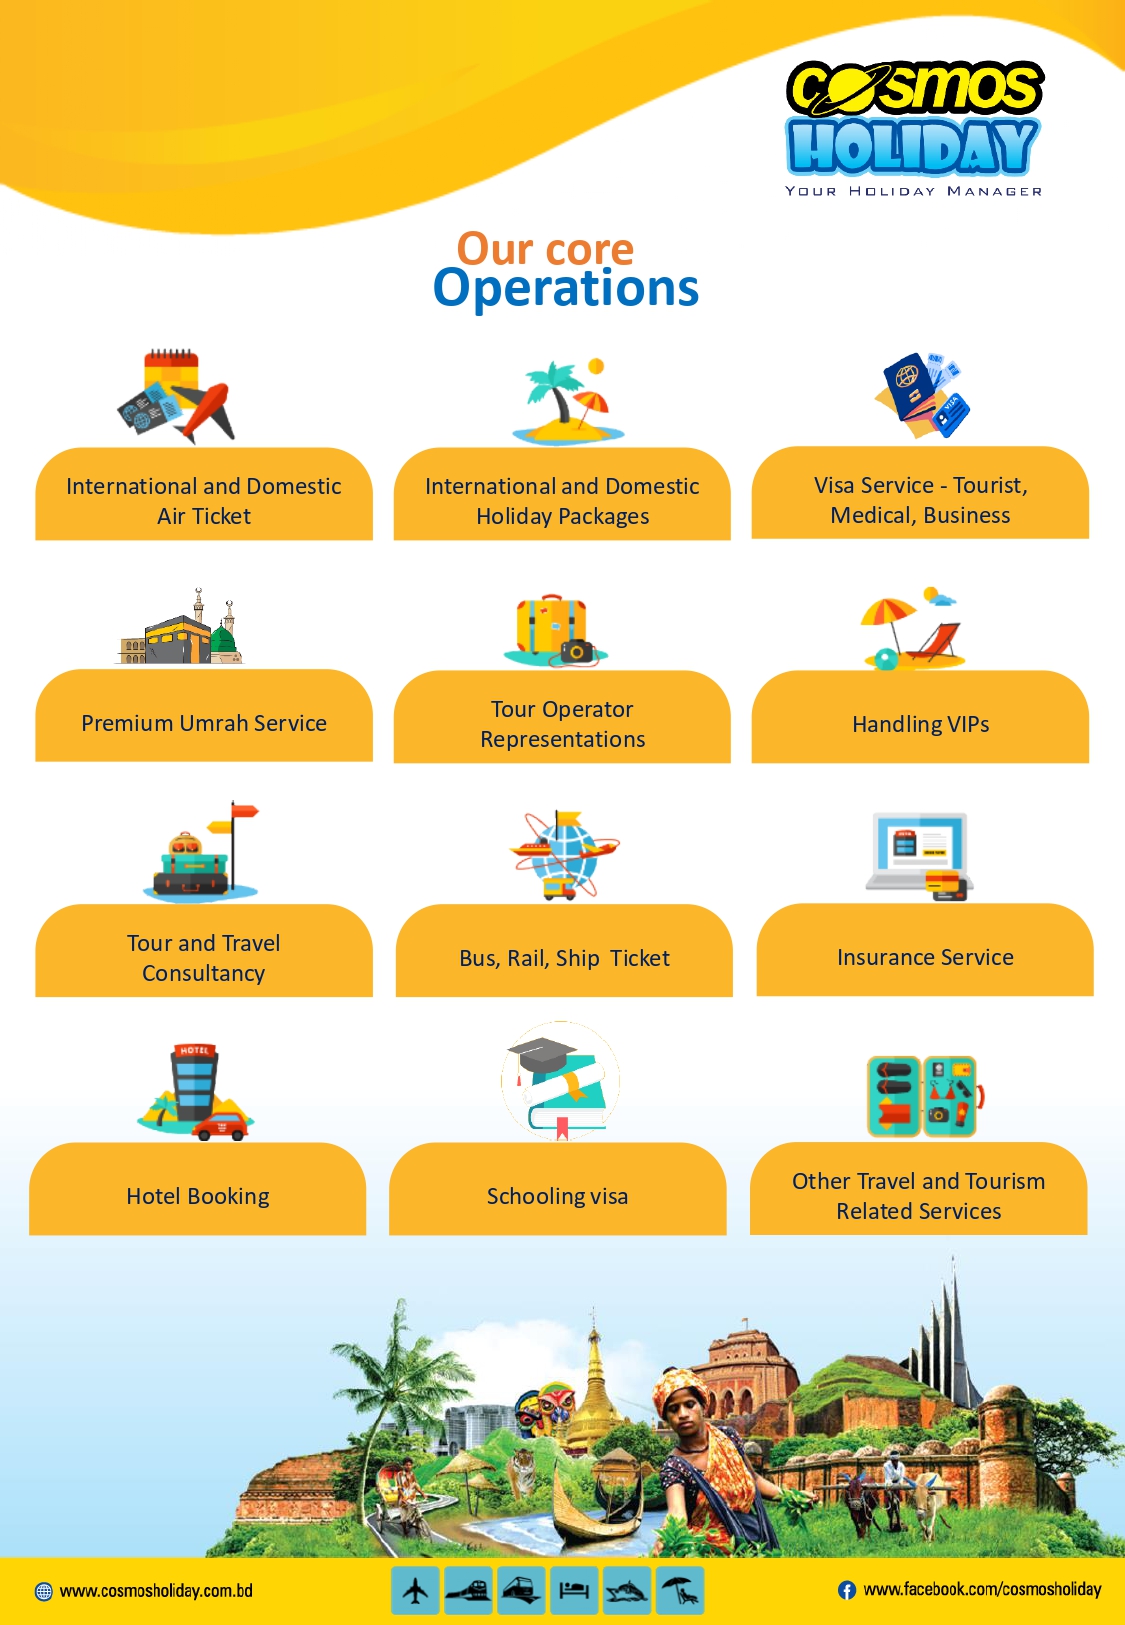 COSMOS
HOLIDAY
YOUR HOLIDAY MANAGER
Our core
Operations
International and Domestic
Air Ticket
International and Domestic
Holiday Packages
VISA
Visa Service - Tourist,
Medical, Business
Premium Umrah Service
Tour Operator
Representations
Handling VIPs
Tour and Travel
Consultancy
Bus, Rail, Ship Ticket
HOTEL
Insurance Service
HOTEL
Hotel Booking
Schooling visa
Other Travel and Tourism
Related Services
www.cosmosholiday.com.bd
www.facebook.com/cosmosholiday